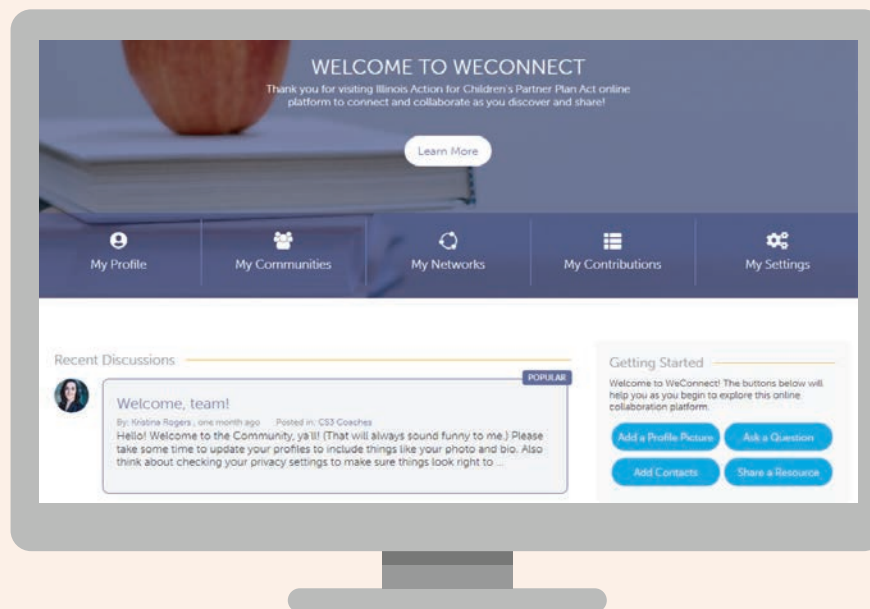 WELCOME TO WECONNECT
Thank you for visiting Illinois Action for Children's Partner Plan Act online
platform to connect and collaborate as you discover and share!
Learn More
My Profile
My Communities
My Networks
My Contributions
My Settings
Recent Discussions
POPULAR
Welcome, team!
By: Kristina Rogers , one month ago Posted in: CS3 Coaches
Hello! Welcome to the Community, ya'll! (That will always sound funny to me.) Please
take some time to update your profiles to include things like your photo and bio. Also
think about checking your privacy settings to make sure things look right to ...
Getting Started
Welcome to WeConnect! The buttons below will
help you as you begin to explore this online
collaboration platform.
Add a Profile Picture
Ask a Question
Add Contacts
Share a Resource